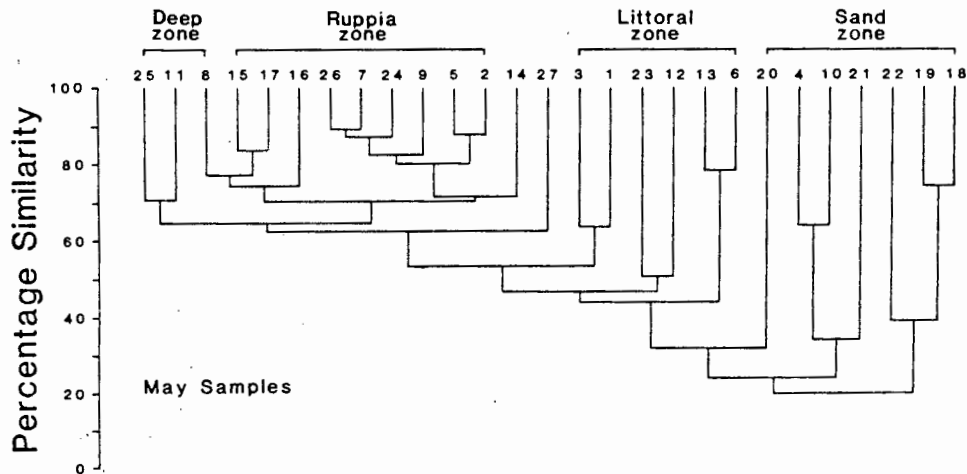 Deep zone
Ruppia zone
Littoral zone
Sand zone
25 11 8 15 17 16 26 7 24 9 5 2 14 27 3 1 23 12 13 6 20 4 10 21 22 19 18
100
80
60
40
20
0
Percentage Similarity
May Samples